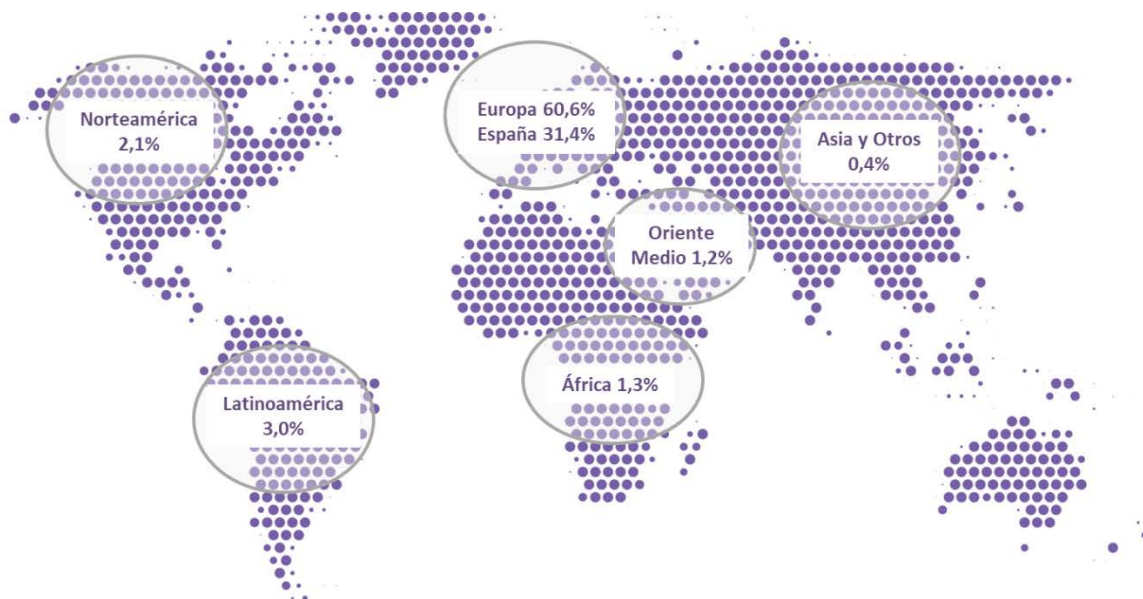 Norteamérica
2,1%
Europa 60,6%
España 31,4%
Asia y Otros
0,4%
Oriente
Medio 1,2%
África 1,3%
Latinoamérica
3,0%